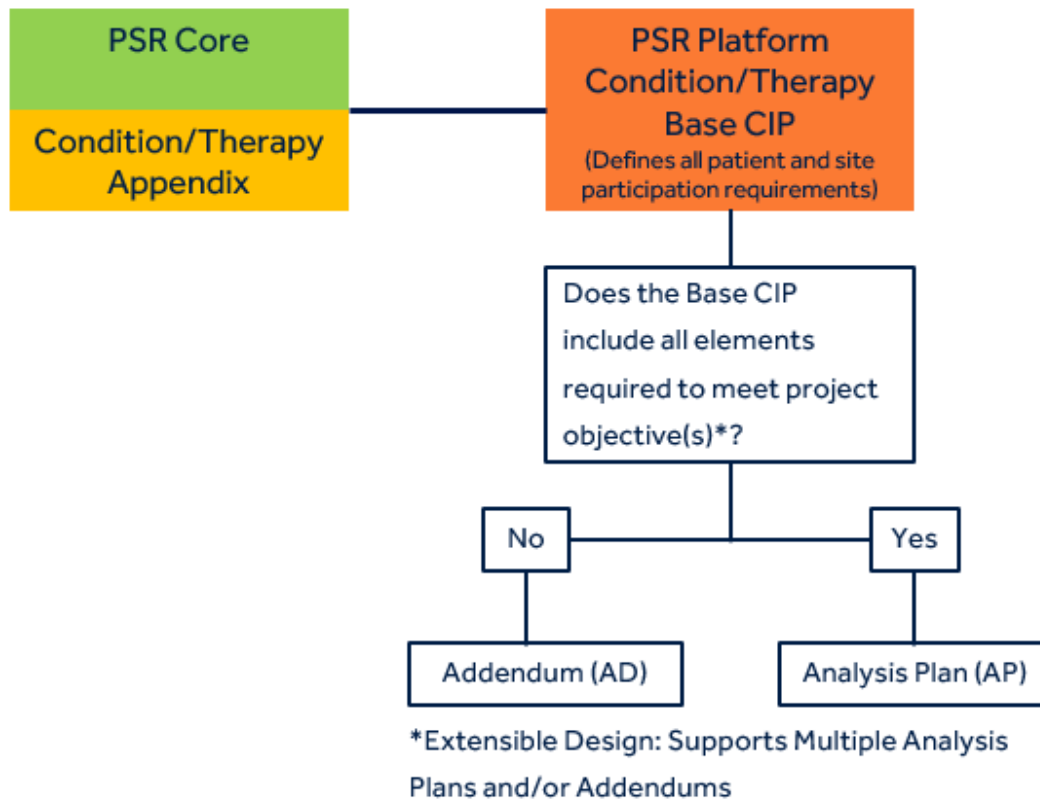 PSR Core
Condition/Therapy
Appendix
PSR Platform
Condition/Therapy
Base CIP
(Defines all patient and site
participation requirements)
Does the Base CIP
include all elements
required to meet project
objective(s)*?
No
Yes
Addendum (AD)
Analysis Plan (AP)
*Extensible Design: Supports Multiple Analysis
Plans and/or Addendums